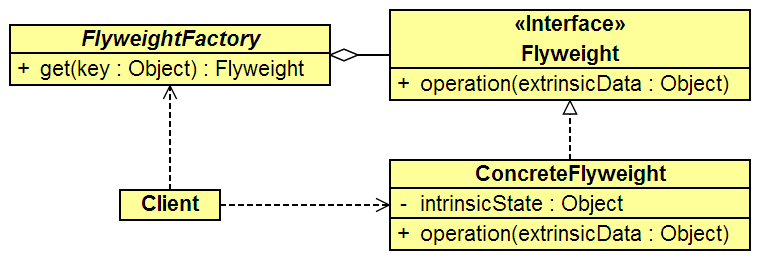 FlyweightFactory
+ get(key : Object) : Flyweight
«Interface»
Flyweight
+ operation(extrinsicData : Object)
Client
ConcreteFlyweight
- intrinsicState : Object
+ operation(extrinsicData : Object)